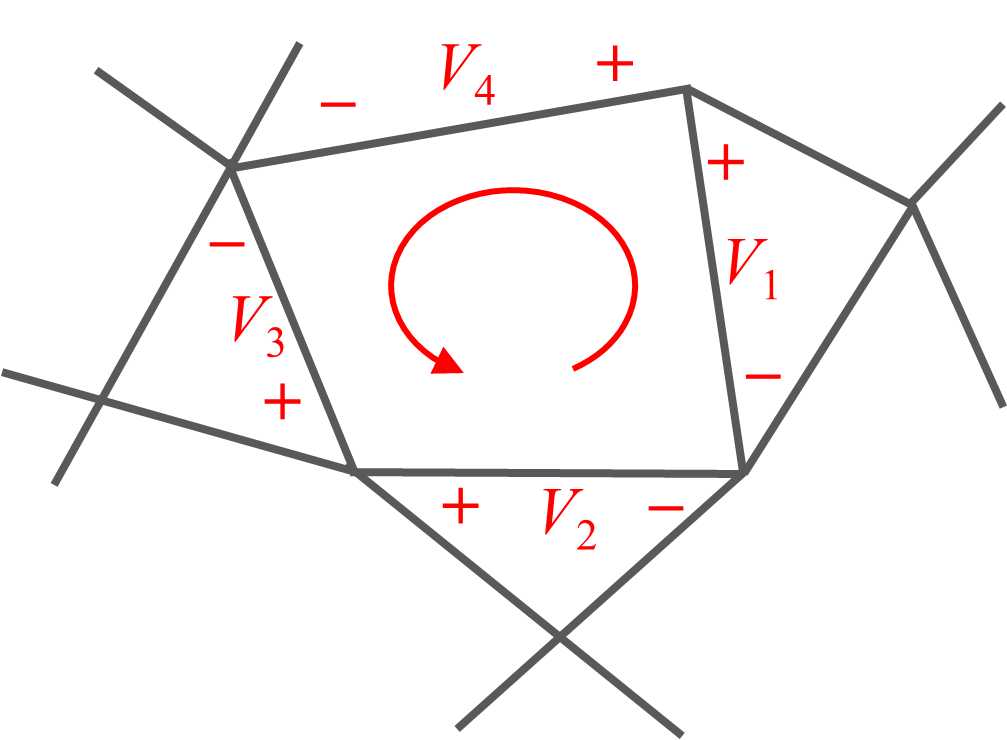 − V4 +
+
−
V1
V3
−
+
+ V2 −